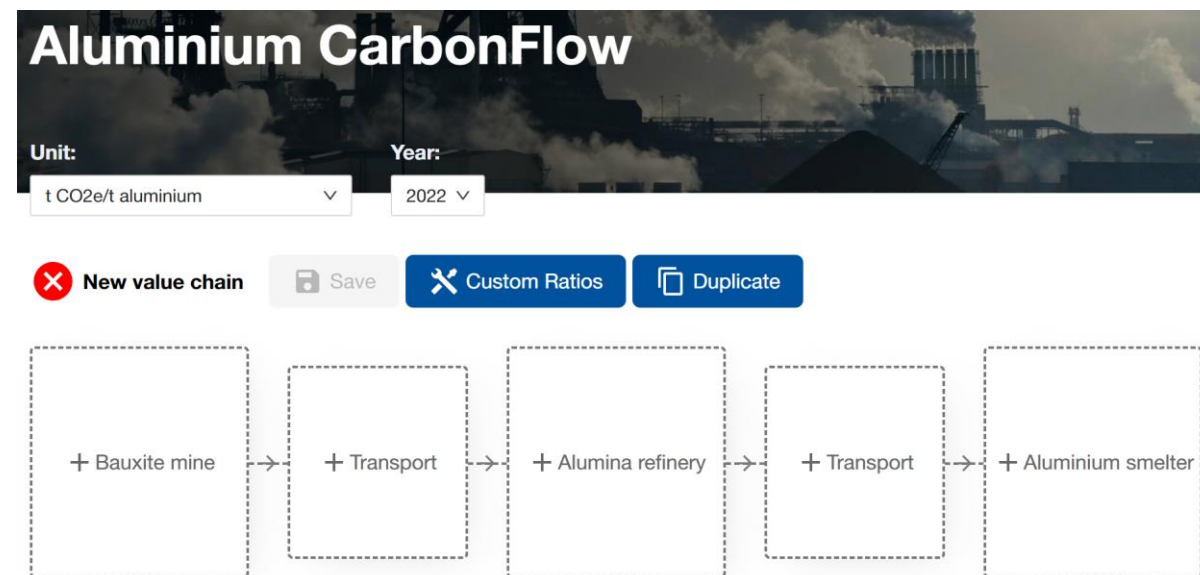 Aluminium CarbonFlow
Unit: Year:
t CO2e/t aluminium 2022
New value chain Save Custom Ratios Duplicate
+ Bauxite mine + Transport + Alumina refinery + Transport + Aluminium smelter